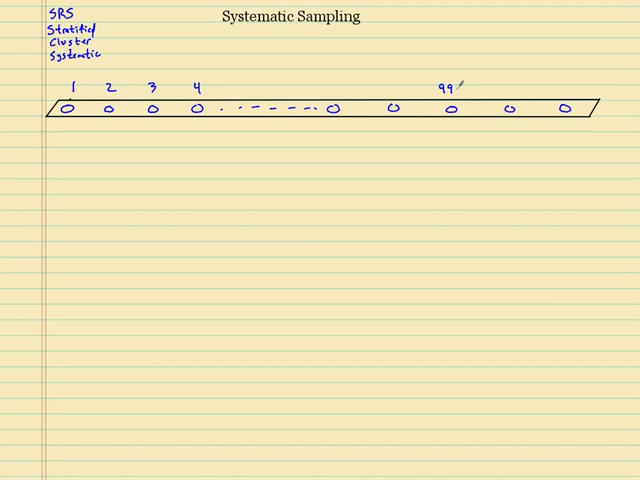 Systematic Sampling
SRS
Stratified
Cluster
Systematic
1 2 3 4 99